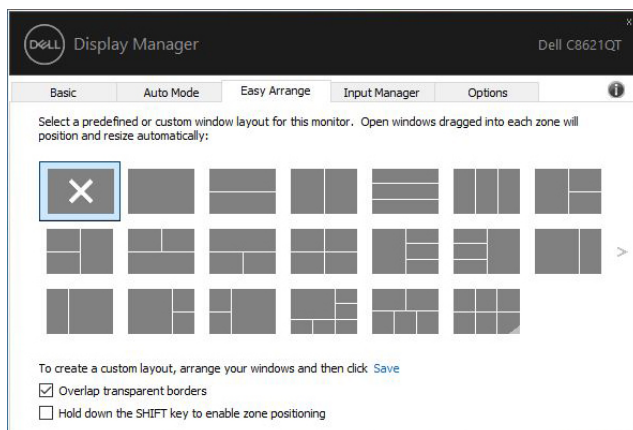 DELL Display Manager Dell C8621QT
Basic Auto Mode Easy Arrange Input Manager Options
Select a predefined or custom window layout for this monitor. Open windows dragged into each zone will
position and resize automatically:
To create a custom layout, arrange your windows and then click Save
Overlap transparent borders
Hold down the SHIFT key to enable zone positioning